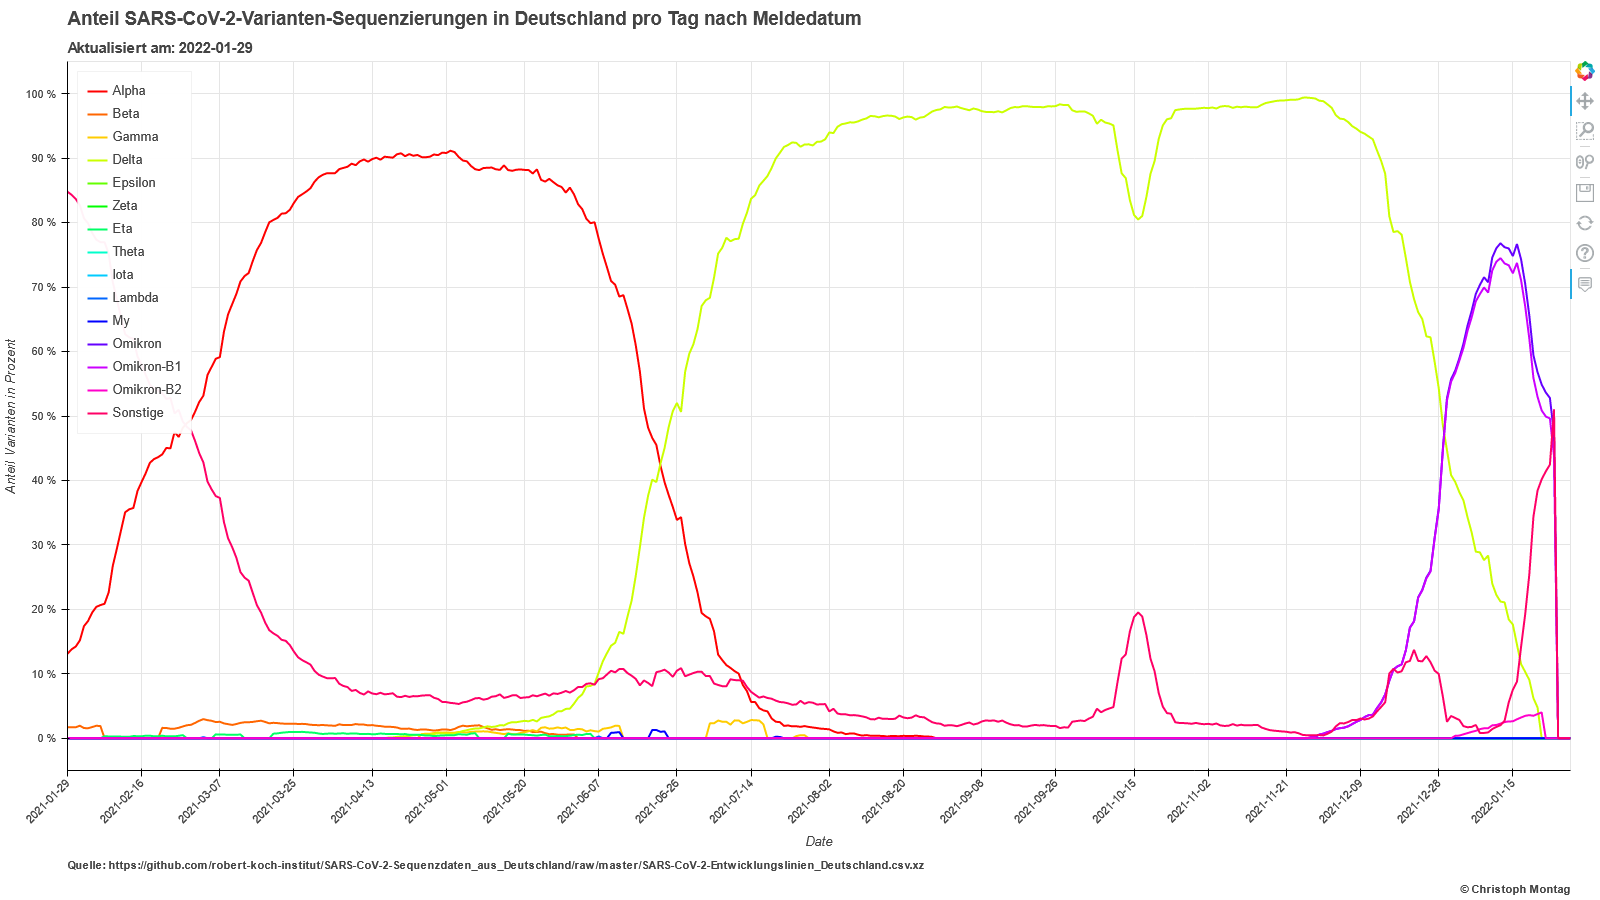 Anteil SARS-CoV-2-Varianten-Sequenzierungen in Deutschland pro Tag nach Meldedatum
Aktualisiert am: 2022-01-29
Alpha
Beta
Gamma
Delta
Epsilon
Zeta
Eta
Theta
Iota
Lambda
My
Omikron
Omikron-B1
Omikron-B2
Sonstige
100 %
90 %
80 %
70 %
60 %
50 %
40 %
30 %
20 %
10 %
0 %
Anteil Varianten in Prozent
2021-01-29
2021-02-16
2021-03-07
2021-03-25
2021-04-13
2021-05-01
2021-05-20
2021-06-07
2021-06-26
2021-07-14
2021-08-02
2021-08-20
2021-09-08
2021-09-26
2021-10-15
2021-11-02
2021-11-21
2021-12-09
2021-12-28
2022-01-15
Date
Quelle: https://github.com/robert-koch-institut/SARS-CoV-2-Sequenzdaten_aus_Deutschland/raw/master/SARS-CoV-2-Entwicklungslinien_Deutschland.csv.xz
© Christoph Montag